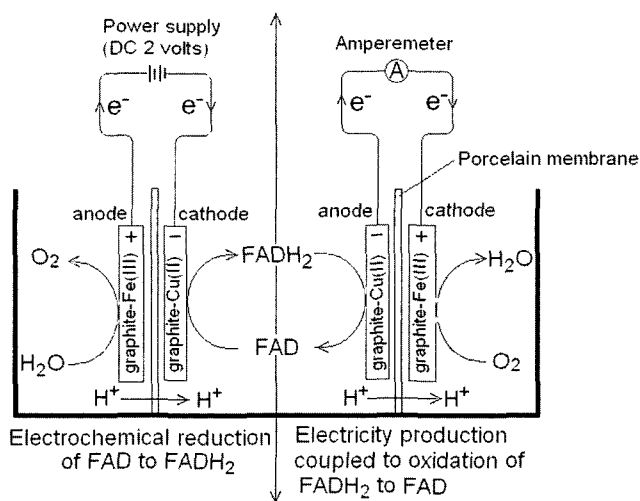 Power supply
(DC 2 volts)
Amperemeter
A
e⁻ e⁻
e⁻ e⁻
Porcelain membrane
anode cathode
anode cathode
+ −
− +
graphite-Fe(III)
graphite-Cu(II)
graphite-Cu(II)
graphite-Fe(III)
O₂
H₂O
FADH₂
FAD
H₂O
O₂
H⁺ H⁺
H⁺ H⁺
Electrochemical reduction
of FAD to FADH₂
Electricity production
coupled to oxidation of
FADH₂ to FAD